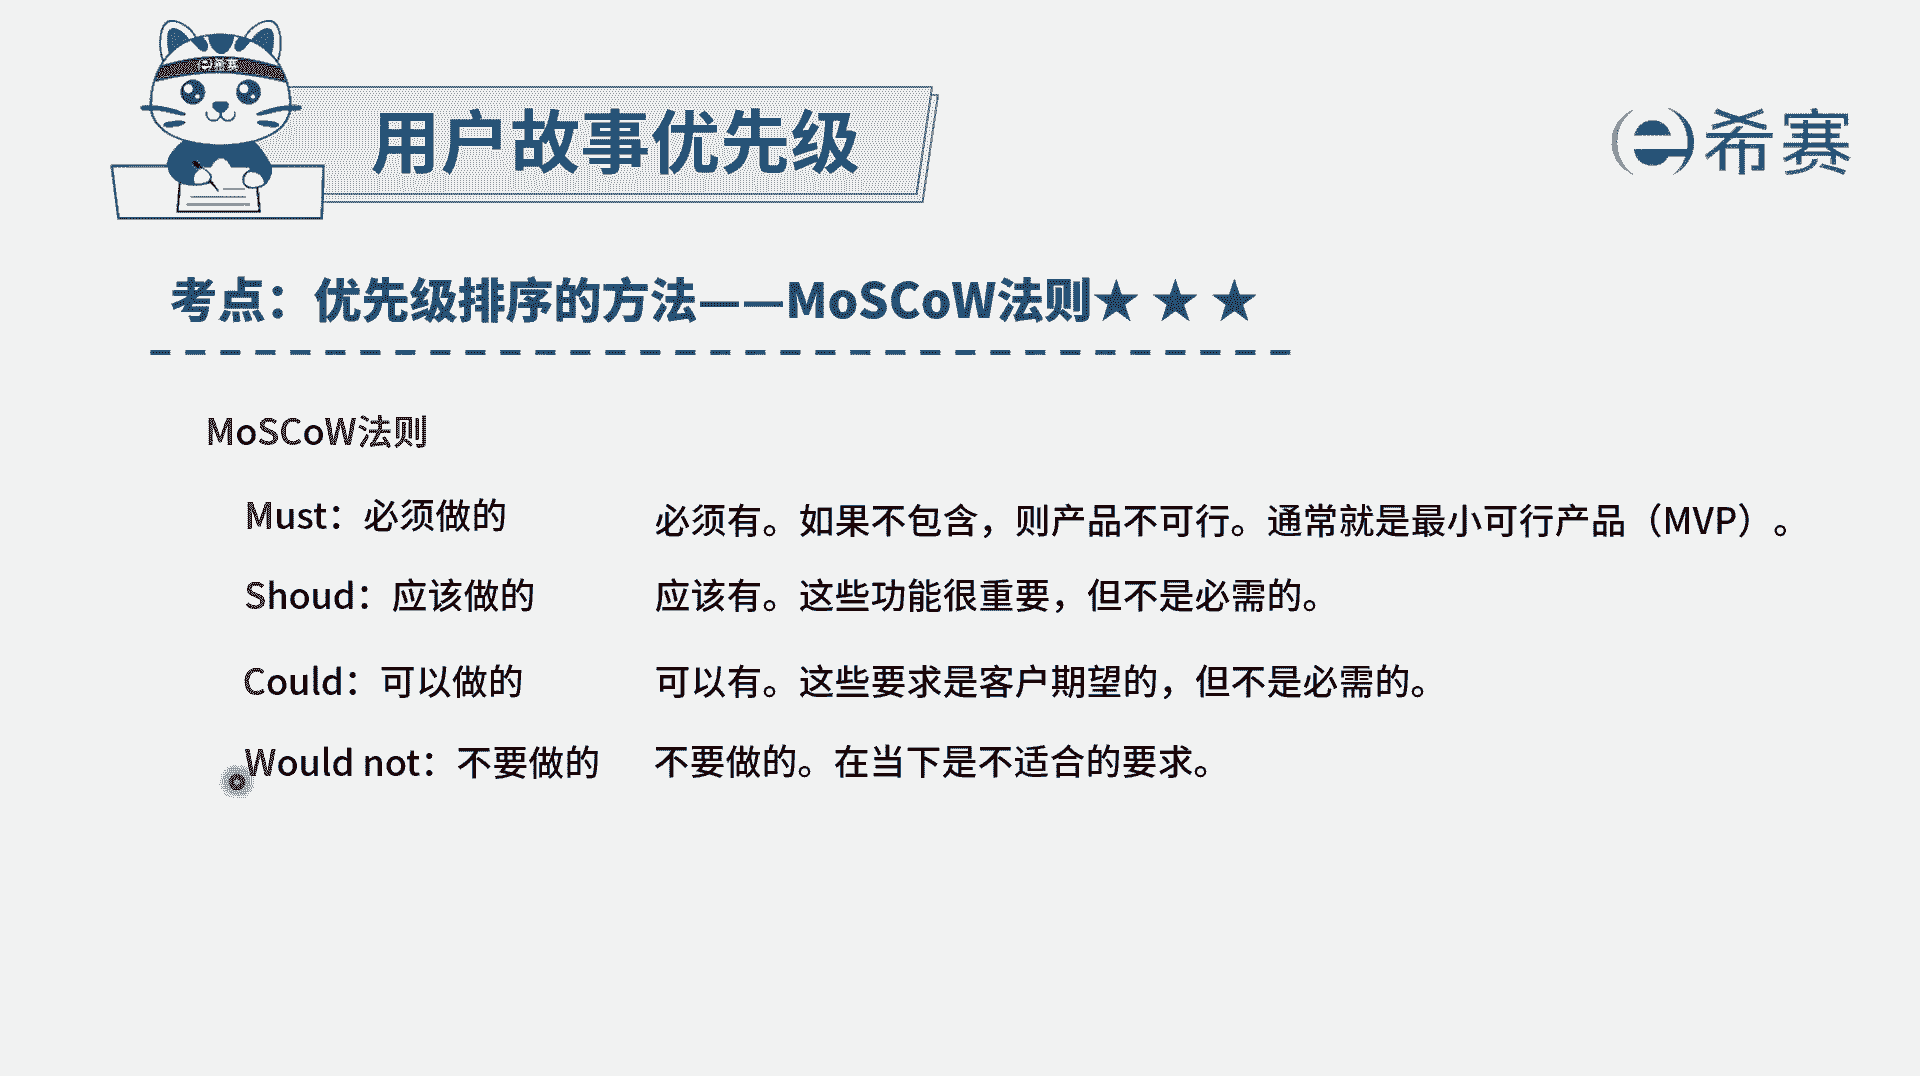 e希赛
用户故事优先级
e希赛
考点：优先级排序的方法——MoSCoW法则★ ★ ★
MoSCoW法则
Must：必须做的 必须有。如果不包含，则产品不可行。通常就是最小可行产品（MVP）。
Shoud：应该做的 应该有。这些功能很重要，但不是必需的。
Could：可以做的 可以有。这些要求是客户期望的，但不是必需的。
Would not：不要做的 不要做的。在当下是不适合的要求。